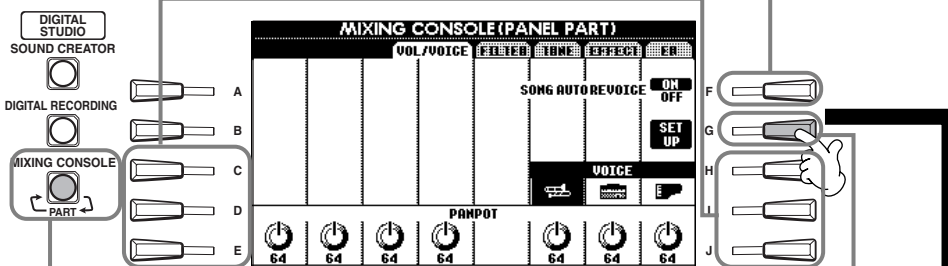 DIGITAL
STUDIO
SOUND CREATOR
DIGITAL RECORDING
MIXING CONSOLE
PART
A
B
C
D
E
MIXING CONSOLE(PANEL PART)
VOL/VOICE FILTER TUNE EFFECT EQ
SONG AUTO REVOICE ON
OFF
SET
UP
VOICE
PANPOT
64 64 64 64 64 64 64
F
G
H
I
J